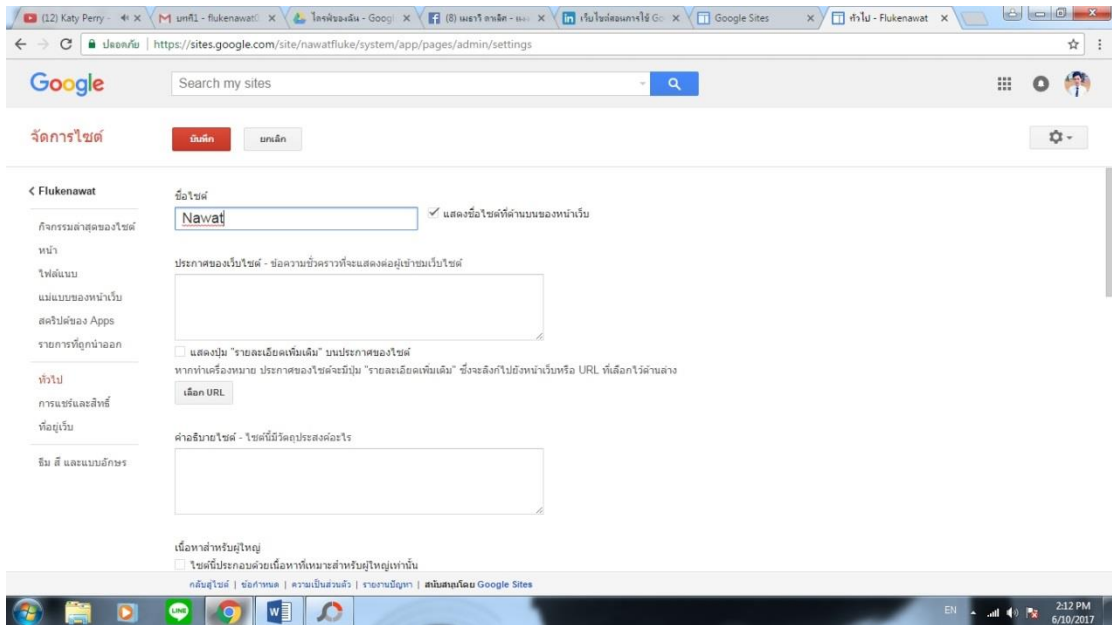 (12) Katy Perry -
บทที่1 - flukenawat
ไดรฟ์ของฉัน - Googl
(8) เมธาวี ดาเลิศ -
เว็บไซต์สอนการใช้ Go
Google Sites
ทั่วไป - Flukenawat
ปลอดภัย
https://sites.google.com/site/nawatfluke/system/app/pages/admin/settings
Google
Search my sites
จัดการไซต์
บันทึก
ยกเลิก
Flukenawat
ชื่อไซต์
Nawat
แสดงชื่อไซต์ที่ด้านบนของหน้าเว็บ
กิจกรรมล่าสุดของไซต์
หน้า
ไฟล์แนบ
แม่แบบของหน้าเว็บ
สคริปต์ของ Apps
รายการที่ถูกนำออก
ทั่วไป
การแชร์และสิทธิ์
ที่อยู่เว็บ
ธีม สี และแบบอักษร
ประกาศของเว็บไซต์ - ข้อความชั่วคราวที่จะแสดงต่อผู้เข้าชมเว็บไซต์
แสดงปุ่ม "รายละเอียดเพิ่มเติม" บนประกาศของไซต์
หากทำเครื่องหมาย ประกาศของไซต์จะมีปุ่ม "รายละเอียดเพิ่มเติม" ซึ่งจะลิงก์ไปยังหน้าเว็บหรือ URL ที่เลือกไว้ด้านล่าง
เลือก URL
คำอธิบายไซต์ - ไซต์นี้มีวัตถุประสงค์อะไร
เนื้อหาสำหรับผู้ใหญ่
ไซต์นี้ประกอบด้วยเนื้อหาที่เหมาะสำหรับผู้ใหญ่เท่านั้น
กลับสู่ไซต์ | ข้อกำหนด | ความเป็นส่วนตัว | รายงานปัญหา | สนับสนุนโดย Google Sites
LINE
EN
2:12 PM
6/10/2017